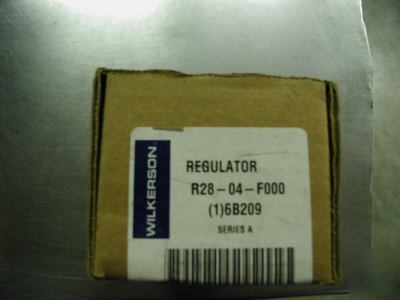 WILKERSON
REGULATOR
R28-04-F000
(1)6B209
SERIES A